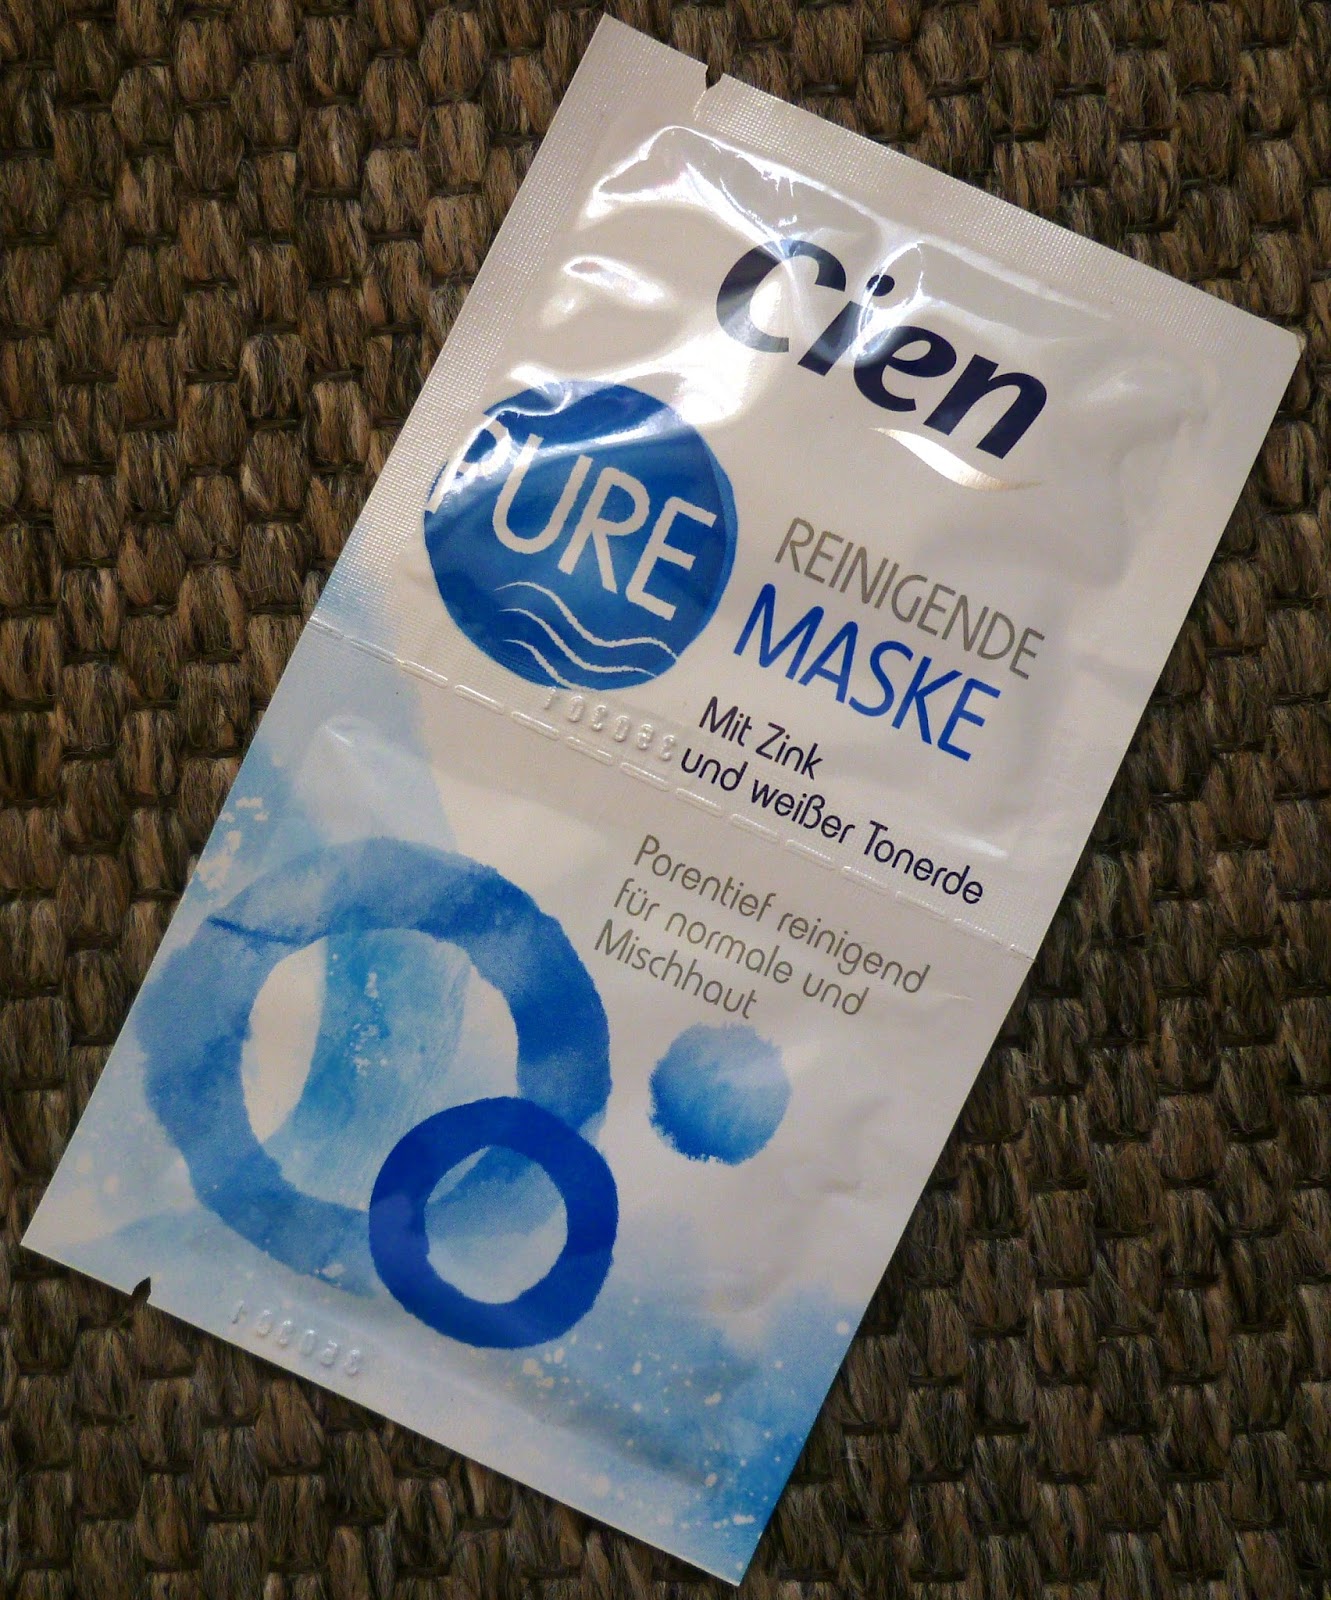 Cien
PURE
REINIGENDE
MASKE
Mit Zink
und weißer Tonerde
Porentief reinigend
für normale und
Mischhaut